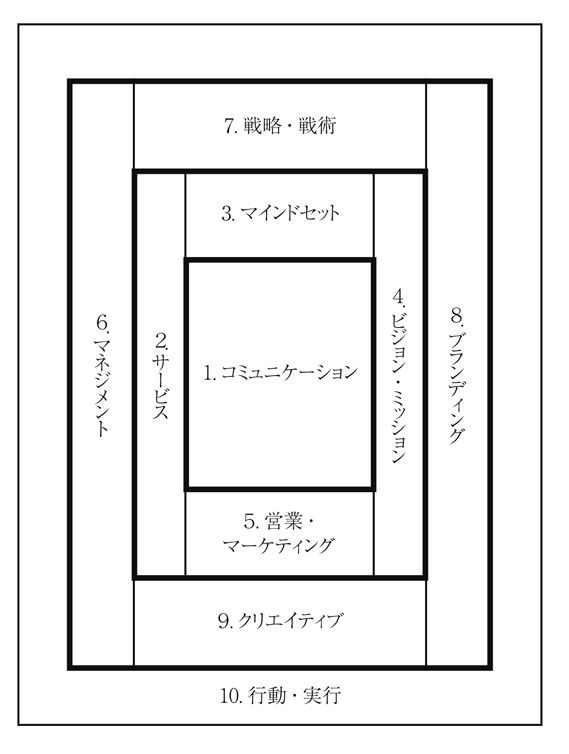 7. 戦略・戦術
3. マインドセット
6. マネジメント
2. サービス
1. コミュニケーション
4. ビジョン・ミッション
8. ブランディング
5. 営業・
マーケティング
9. クリエイティブ
10. 行動・実行